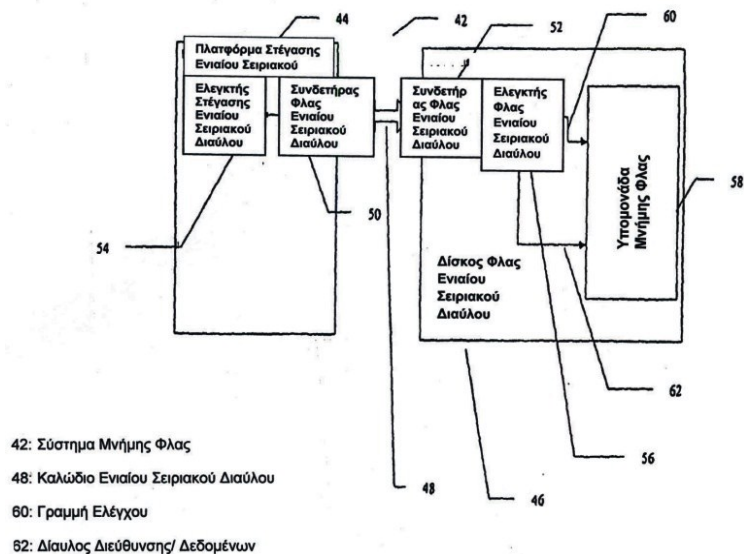 44
42
52
60
Πλατφόρμα Στέγασης
Ενιαίου Σειριακού
Ελεγκτής
Στέγασης
Ενιαίου
Σειριακού
Διαύλου
Συνδετήρας
Φλας
Ενιαίου
Σειριακού
Διαύλου
Συνδετήρ
ας Φλας
Ενιαίου
Σειριακού
Διαύλου
Ελεγκτής
Φλας
Ενιαίου
Σειριακού
Διαύλου
Υπομονάδα
Μνήμης Φλας
58
50
54
Δίσκος Φλας
Ενιαίου
Σειριακού
Διαύλου
62
56
48
46
42: Σύστημα Μνήμης Φλας
48: Καλώδιο Ενιαίου Σειριακού Διαύλου
60: Γραμμή Ελέγχου
62: Δίαυλος Διεύθυνσης/ Δεδομένων